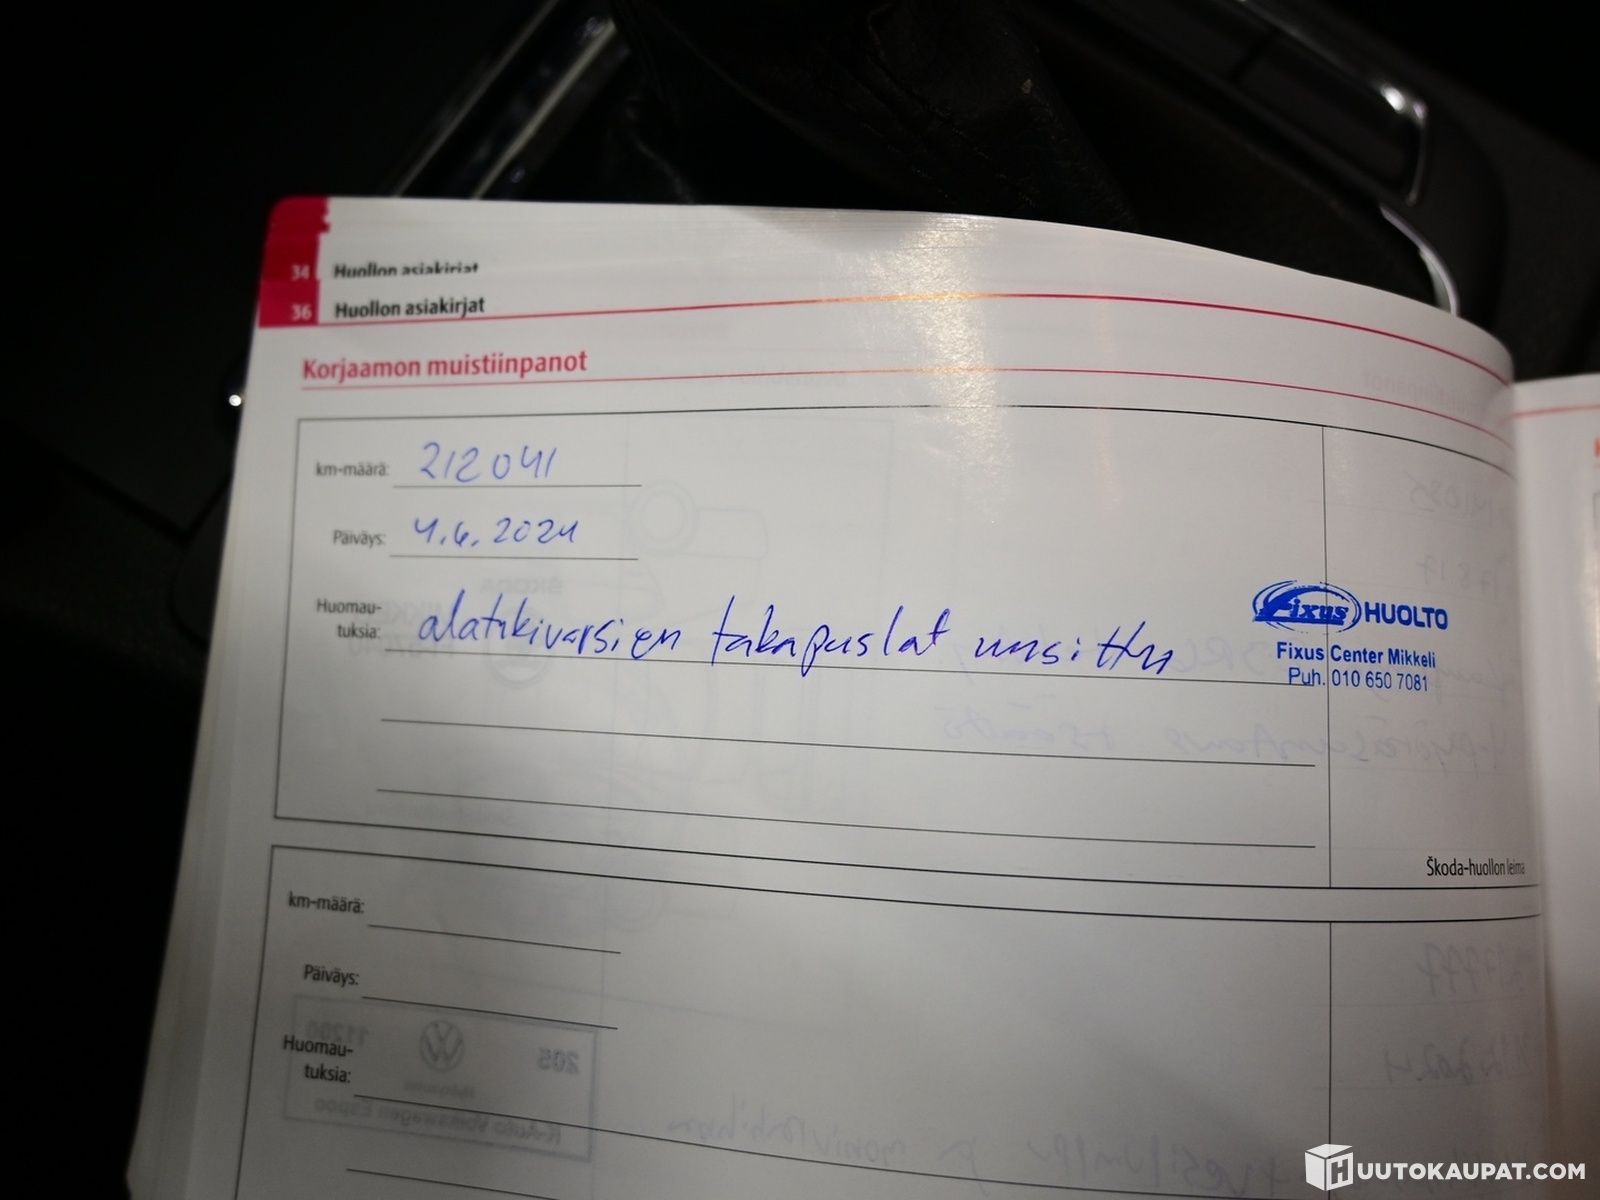 34 Huollon asiakirjat
36 Huollon asiakirjat
Korjaamon muistiinpanot
km-määrä: 212041
Päiväys: 4.6.2024
Huomau-
tuksia: alatukivarsien takapuslat uusittu
Fixus HUOLTO
Fixus Center Mikkeli
Puh. 010 650 7081
Škoda-huollon leima
km-määrä:
Päiväys:
Huomau-
tuksia:
HUUTOKAUPAT.COM